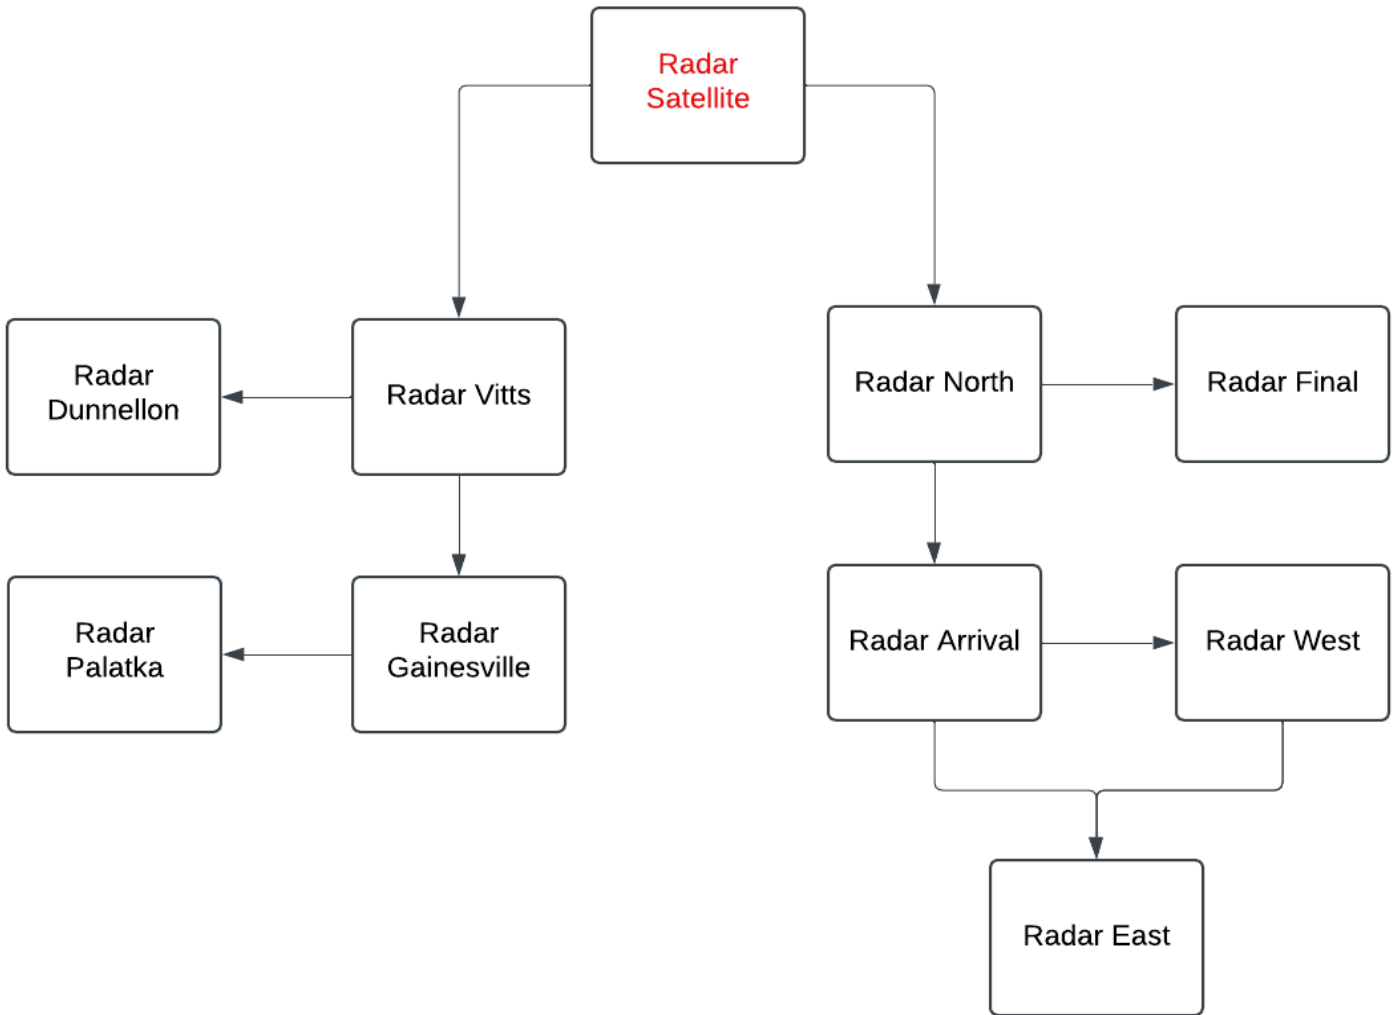 Radar
Satellite
Radar
Dunnellon
Radar Vitts
Radar North
Radar Final
Radar
Palatka
Radar
Gainesville
Radar Arrival
Radar West
Radar East